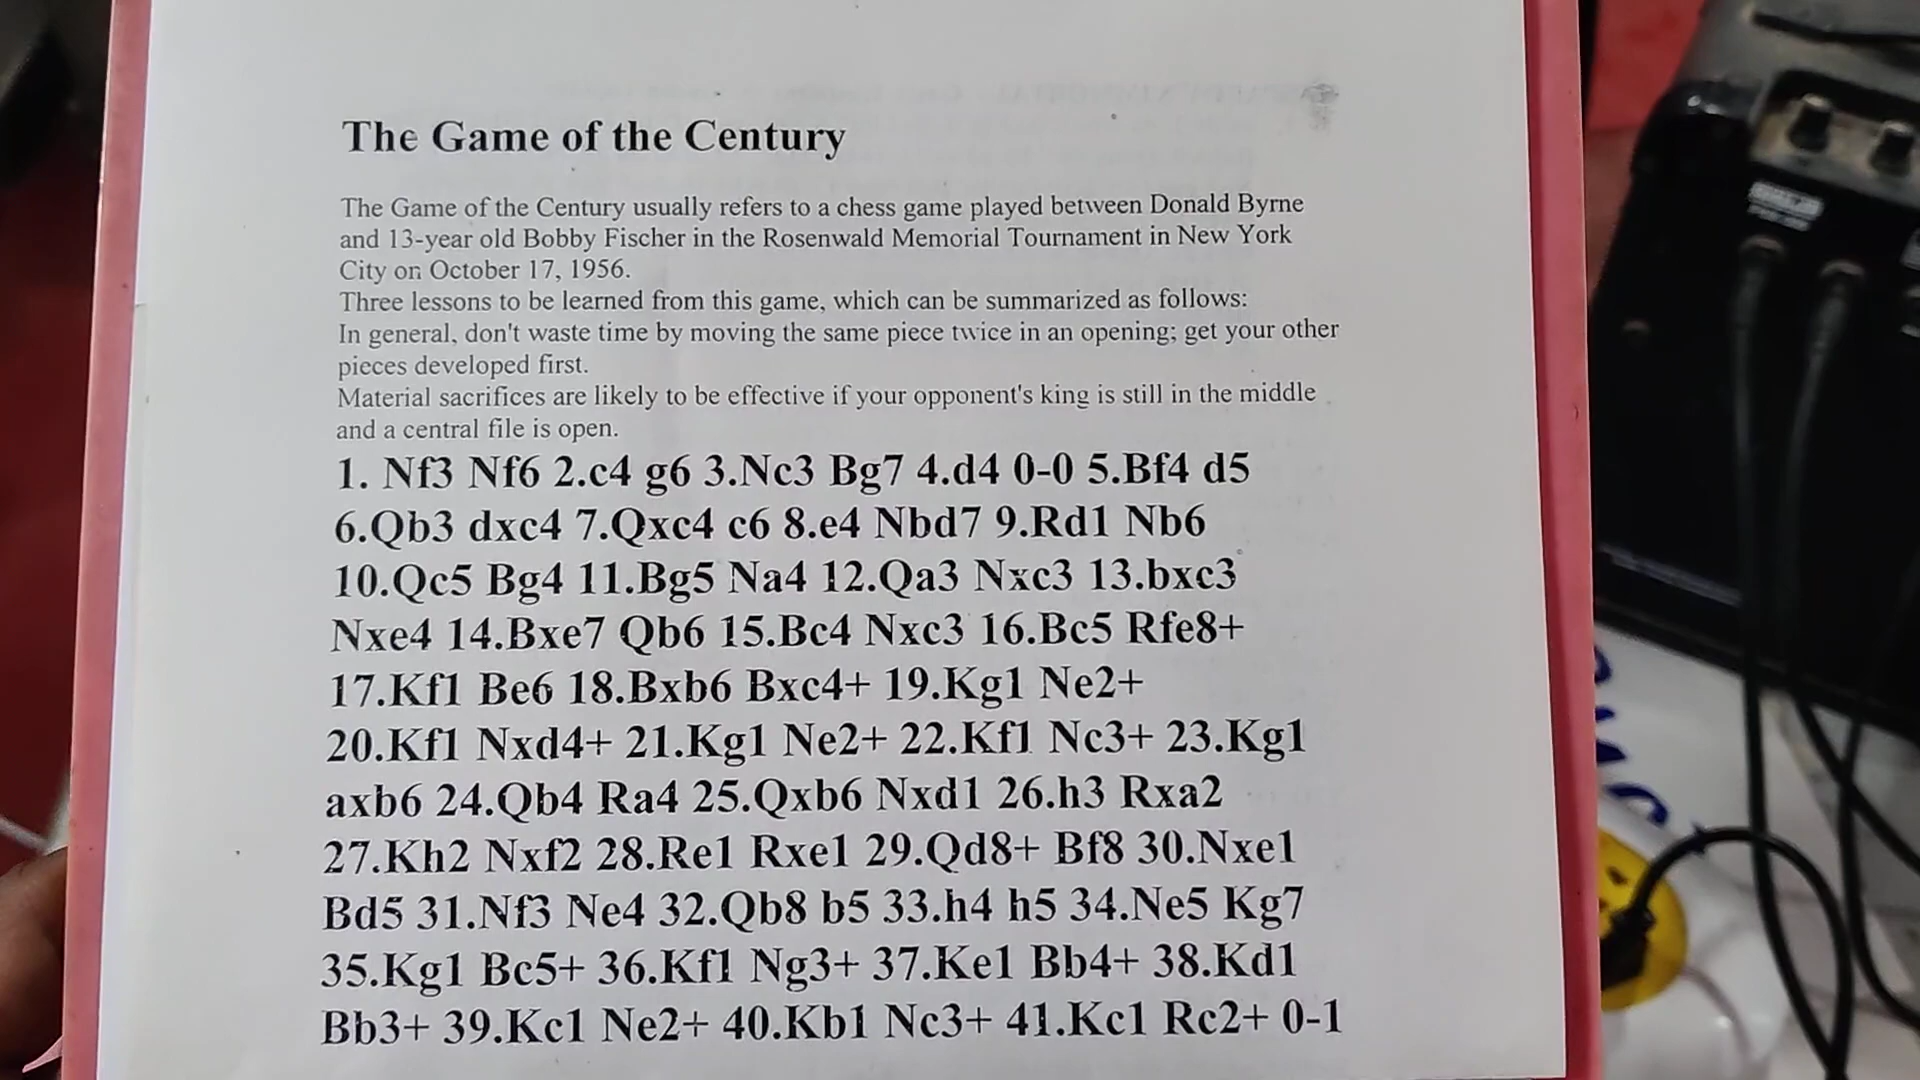 The Game of the Century
The Game of the Century usually refers to a chess game played between Donald Byrne
and 13-year old Bobby Fischer in the Rosenwald Memorial Tournament in New York
City on October 17, 1956.
Three lessons to be learned from this game, which can be summarized as follows:
In general, don't waste time by moving the same piece twice in an opening; get your other
pieces developed first.
Material sacrifices are likely to be effective if your opponent's king is still in the middle
and a central file is open.
1. Nf3 Nf6 2.c4 g6 3.Nc3 Bg7 4.d4 0-0 5.Bf4 d5
6.Qb3 dxc4 7.Qxc4 c6 8.e4 Nbd7 9.Rd1 Nb6
10.Qc5 Bg4 11.Bg5 Na4 12.Qa3 Nxc3 13.bxc3
Nxe4 14.Bxe7 Qb6 15.Bc4 Nxc3 16.Bc5 Rfe8+
17.Kf1 Be6 18.Bxb6 Bxc4+ 19.Kg1 Ne2+
20.Kf1 Nxd4+ 21.Kg1 Ne2+ 22.Kf1 Nc3+ 23.Kg1
axb6 24.Qb4 Ra4 25.Qxb6 Nxd1 26.h3 Rxa2
27.Kh2 Nxf2 28.Re1 Rxe1 29.Qd8+ Bf8 30.Nxe1
Bd5 31.Nf3 Ne4 32.Qb8 b5 33.h4 h5 34.Ne5 Kg7
35.Kg1 Bc5+ 36.Kf1 Ng3+ 37.Ke1 Bb4+ 38.Kd1
Bb3+ 39.Kc1 Ne2+ 40.Kb1 Nc3+ 41.Kc1 Rc2+ 0-1